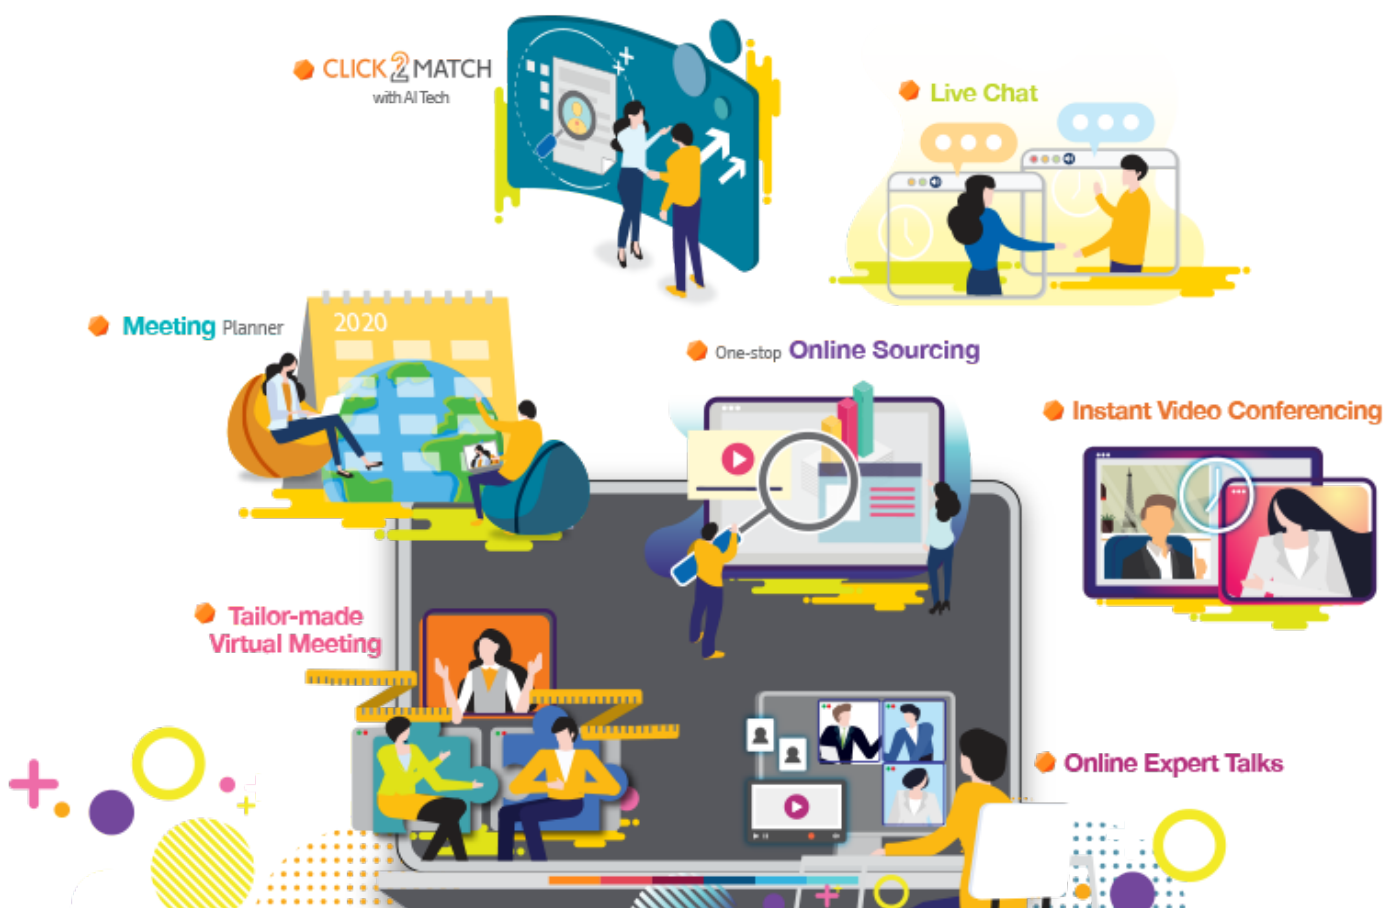 CLICK2MATCH
with AI Tech
Live Chat
Meeting Planner
2020
One-stop Online Sourcing
Instant Video Conferencing
Tailor-made
Virtual Meeting
Online Expert Talks